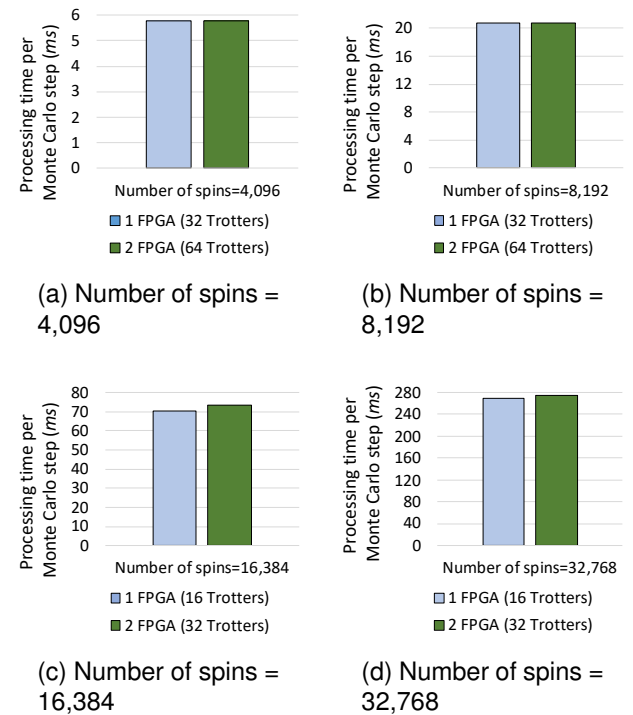 Processing time per
Monte Carlo step (ms)
6
5
4
3
2
1
0
Number of spins=4,096
1 FPGA (32 Trotters)
2 FPGA (64 Trotters)
(a) Number of spins =
4,096
Processing time per
Monte Carlo step (ms)
20
16
12
8
4
0
Number of spins=8,192
1 FPGA (32 Trotters)
2 FPGA (64 Trotters)
(b) Number of spins =
8,192
Processing time per
Monte Carlo step (ms)
80
70
60
50
40
30
20
10
0
Number of spins=16,384
1 FPGA (16 Trotters)
2 FPGA (32 Trotters)
(c) Number of spins =
16,384
Processing time per
Monte Carlo step (ms)
280
240
200
160
120
80
40
0
Number of spins=32,768
1 FPGA (16 Trotters)
2 FPGA (32 Trotters)
(d) Number of spins =
32,768